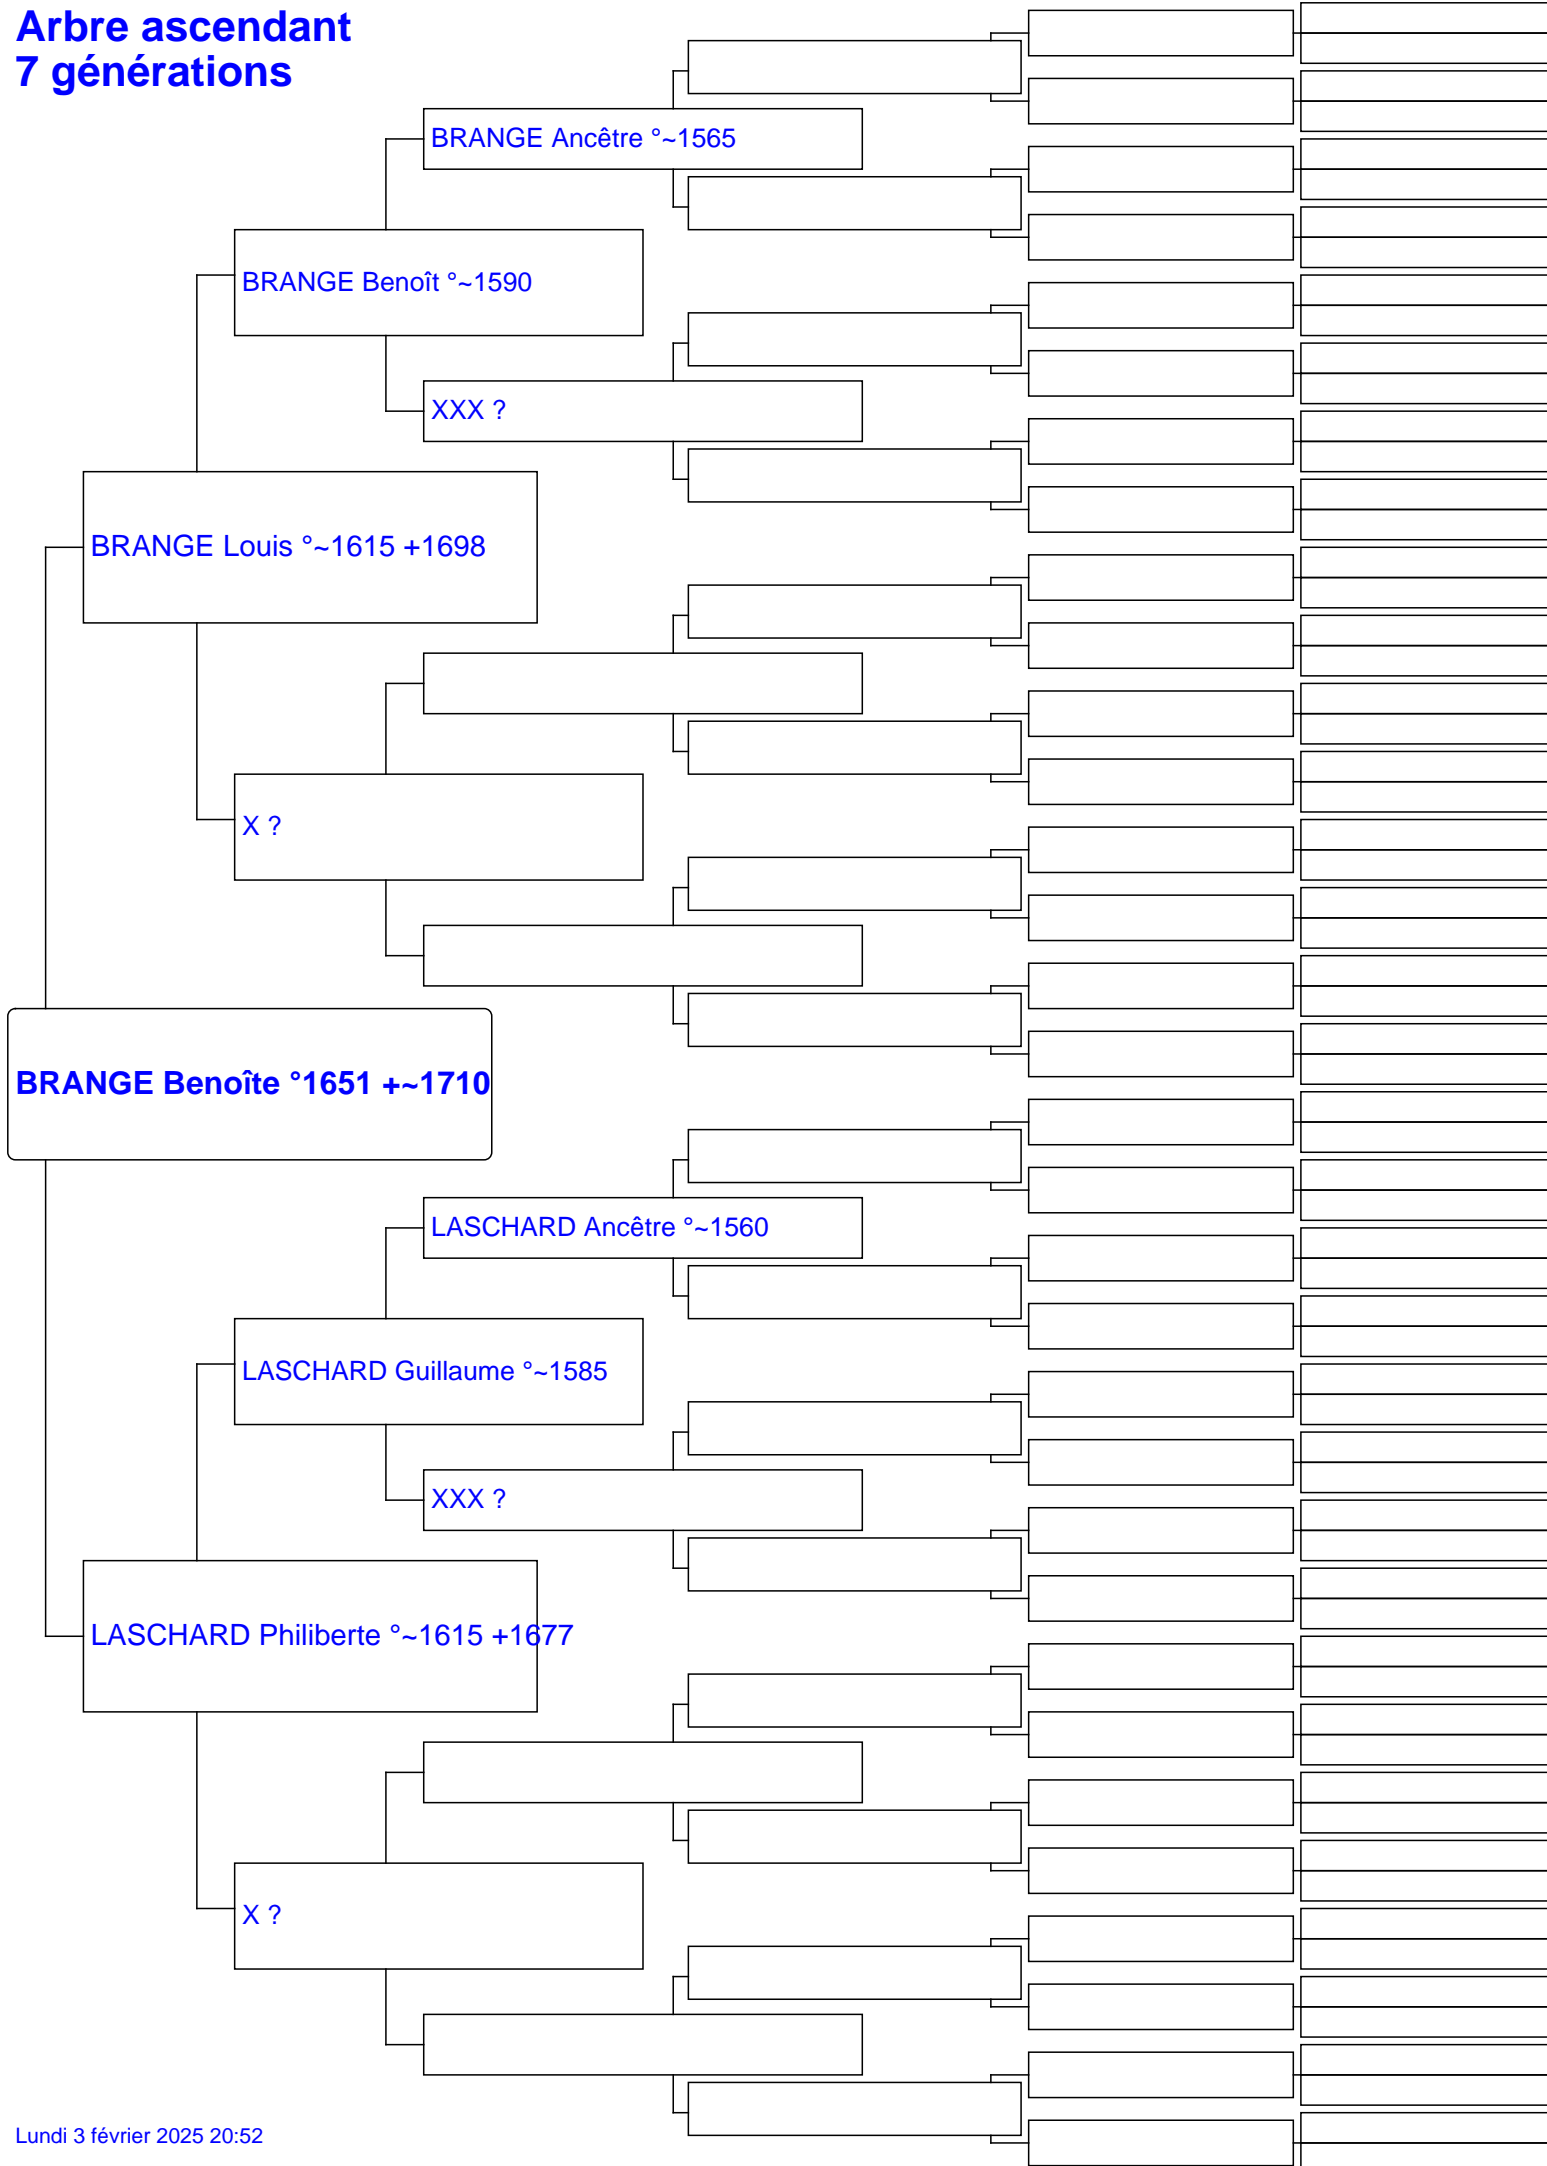 Arbre ascendant
7 générations
BRANGE Ancêtre °~1565
BRANGE Benoît °~1590
XXX ?
BRANGE Louis °~1615 +1698
X ?
BRANGE Benoîte °1651 +~1710
LASCHARD Ancêtre °~1560
LASCHARD Guillaume °~1585
XXX ?
LASCHARD Philiberte °~1615 +1677
X ?
Lundi 3 février 2025 20:52